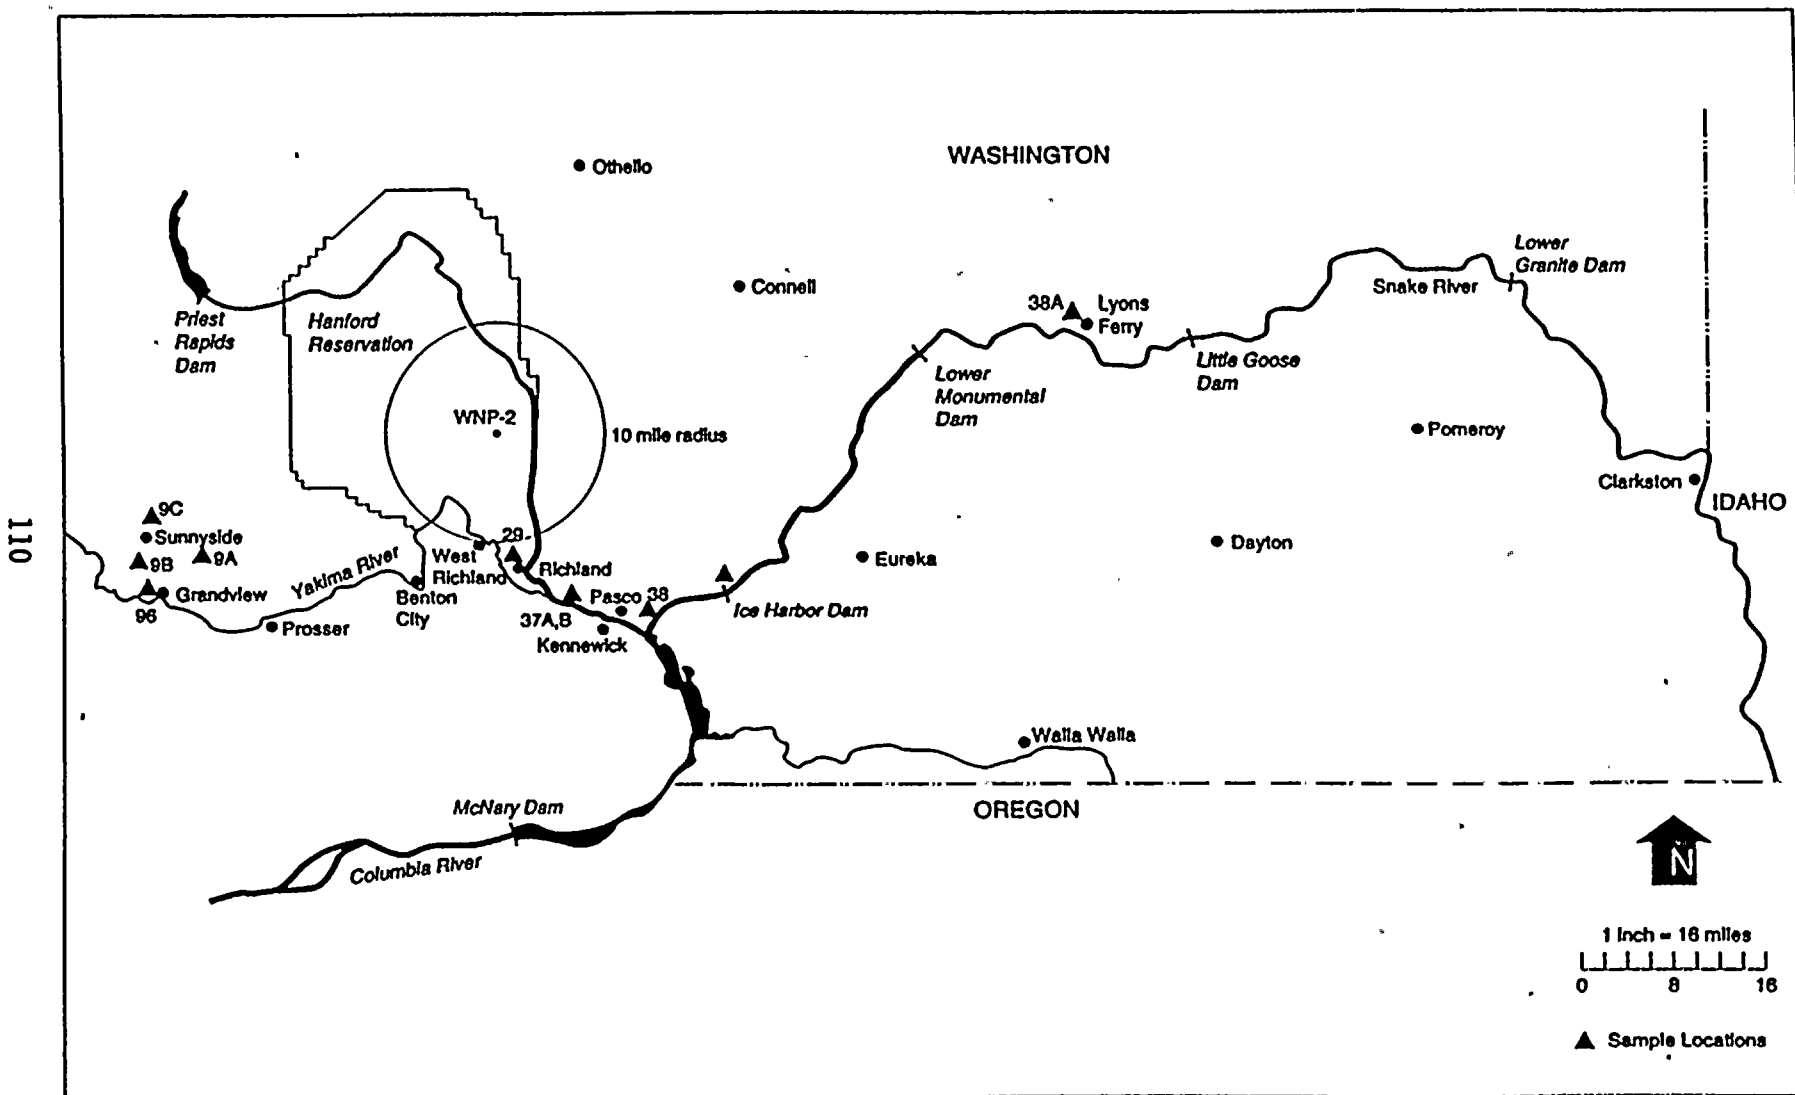 WASHINGTON
Othello
Connell
Priest
Rapids
Dam
Hanford
Reservation
WNP-2
10 mile radius
38A
Lyons
Ferry
Lower
Monumental
Dam
Little Goose
Dam
Snake River
Lower
Granite Dam
Pomeroy
Clarkston
IDAHO
110
9C
Sunnyside
9B
9A
96
Grandview
Yakima River
Prosser
Benton
City
West
Richland
29
Richland
37A,B
Pasco
38
Kennewick
Ice Harbor Dam
Eureka
Dayton
Walla Walla
McNary Dam
Columbia River
OREGON
N
1 inch = 16 miles
0 8 16
Sample Locations